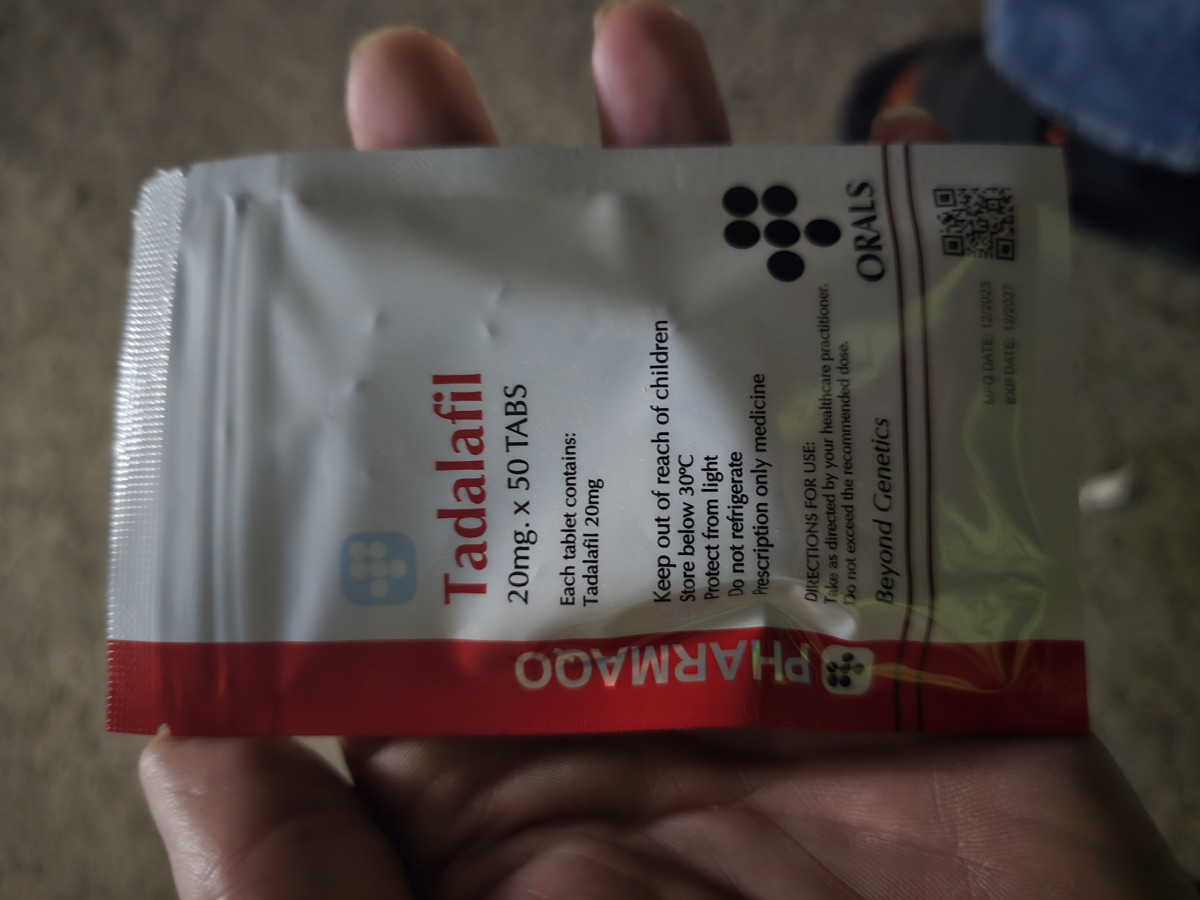 Tadalafil
20mg. x 50 TABS
Each tablet contains:
Tadalafil 20mg
Keep out of reach of children
Store below 30ºC
Protect from light
Do not refrigerate
Prescription only medicine
DIRECTIONS FOR USE:
Take as directed by your healthcare practitioner.
Do not exceed the recommended dose.
Beyond Genetics
ORALS
MFG DATE: 12/2023
EXP DATE: 12/2027
PHARMAQO